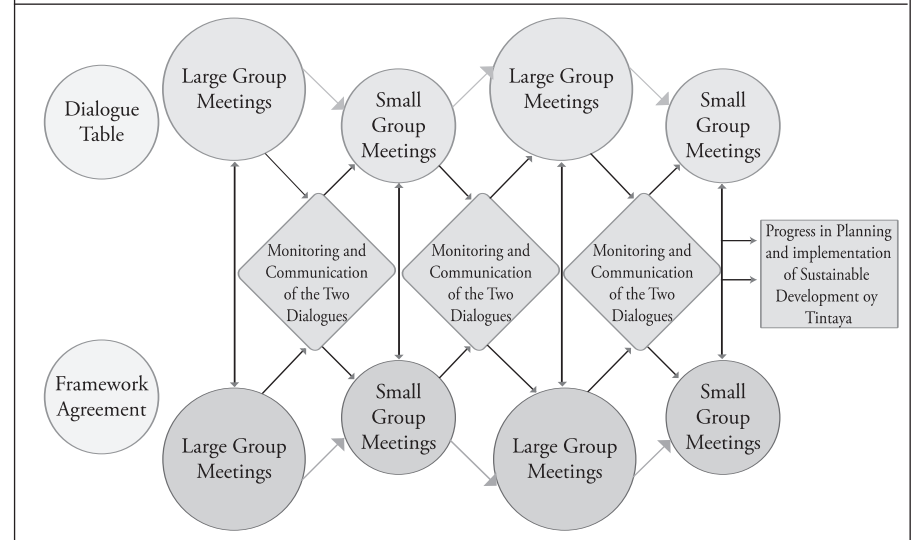 Large Group
Meetings
Large Group
Meetings
Dialogue
Table
Small
Group
Meetings
Small
Group
Meetings
Monitoring and
Communication
of the Two
Dialogues
Monitoring and
Communication
of the Two
Dialogues
Monitoring and
Communication
of the Two
Dialogues
Progress in Planning
and implementation
of Sustainable
Development oy
Tintaya
Framework
Agreement
Small
Group
Meetings
Small
Group
Meetings
Large Group
Meetings
Large Group
Meetings